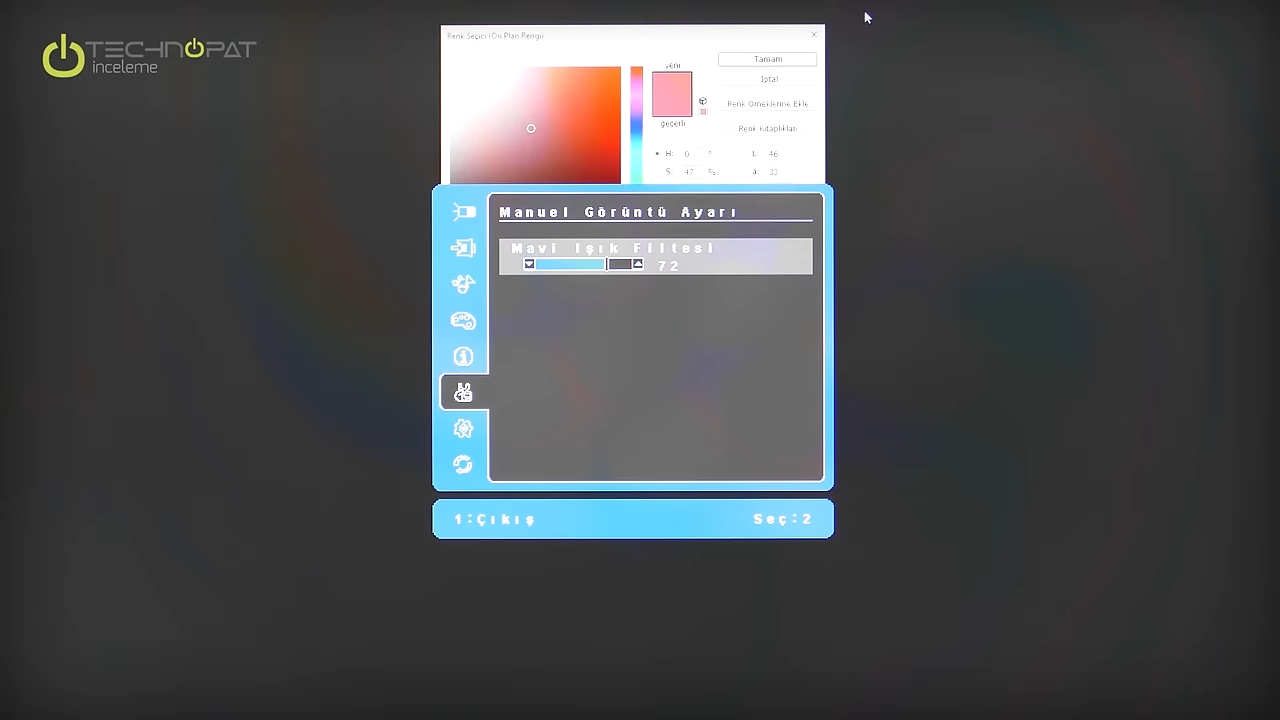 TECHNOPAT
inceleme
Renk Seçici (Ön Plan Rengi)
yeni
geçerli
Tamam
İptal
Renk Örneklerine Ekle
Renk Kitaplıkları
H: 0 °
L: 46
S: 47 %
a: 33
Manuel Görüntü Ayarı
Mavi Işık Filtesi
72
1:Çıkış
Seç:2